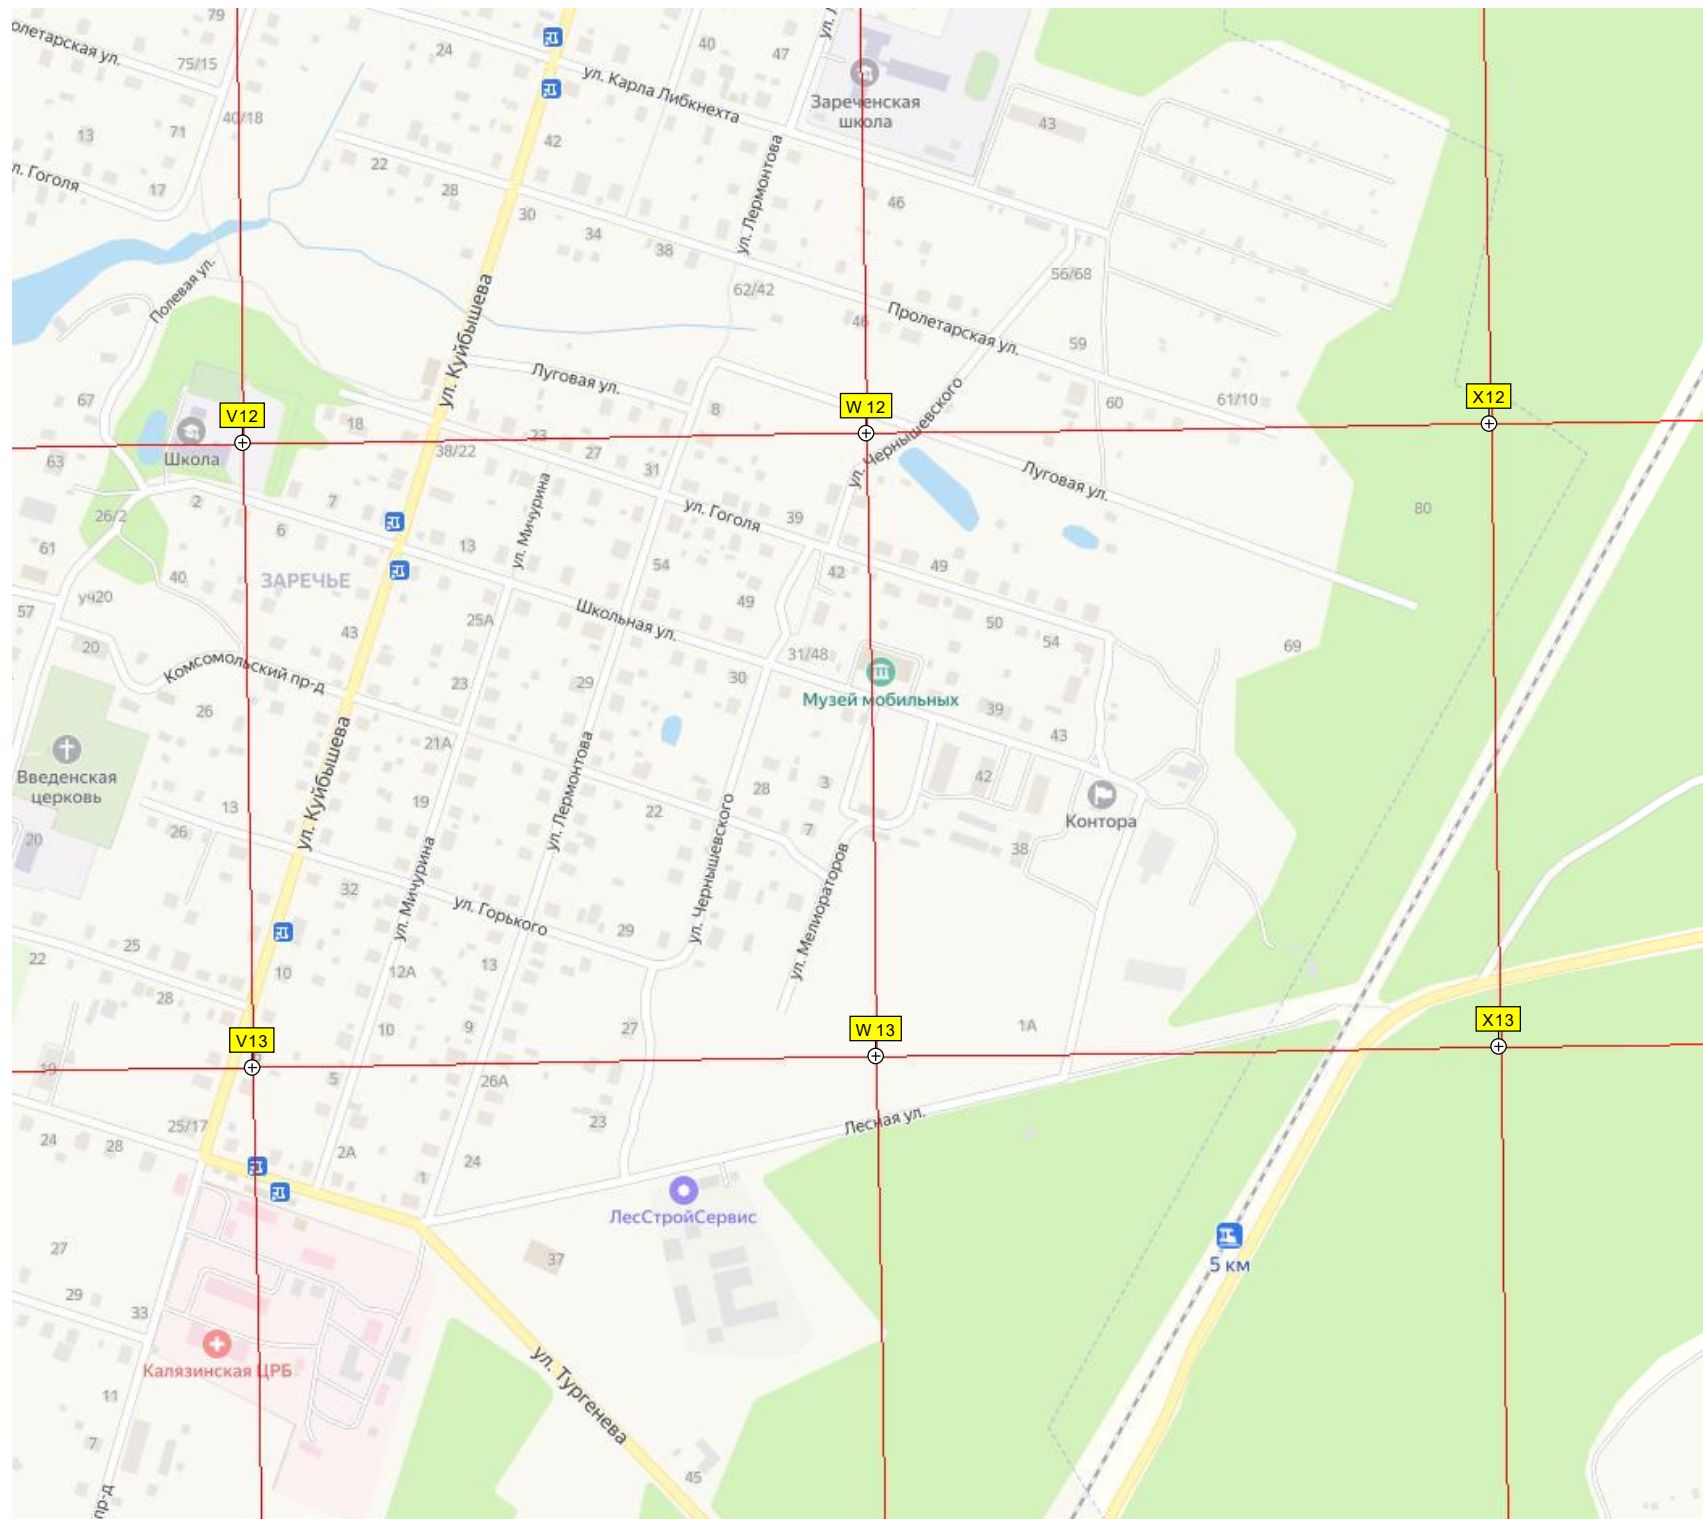 79
олетарская ул.
24
40
47
ул. Л
75/15
ул. Карла Либкнехта
Зареченская
школа
43
13
71
40/18
42
22
28
л. Гоголя
17
ул. Лермонтова
46
30
34
38
Полевая ул.
62/42
56/68
ул. Куйбышева
46
Пролетарская ул.
59
Луговая ул.
67
8
60
61/10
V12
W 12
X12
18
ул. Чернышевского
23
38/22
27
31
63
Школа
Луговая ул.
2
7
6
26/2
ул. Мичурина
ул. Гоголя
39
80
61
13
54
42
49
ЗАРЕЧЬЕ
40
уч20
57
49
Школьная ул.
25А
43
50
54
69
20
31/48
30
Комсомольский пр-д
23
29
Музей мобильных
26
39
43
21А
Введенская
церковь
ул. Куйбышева
ул. Лермонтова
42
28
3
13
19
22
Контора
26
20
7
38
ул. Чернышевского
ул. Мелиораторов
32
ул. Мичурина
ул. Горького
29
25
22
10
12А
13
28
10
9
27
1А
V13
W 13
X13
19
5
26А
23
25/17
Лесная ул.
24
28
2А
24
1
ЛесСтройСервис
27
37
5 км
29
33
Калязинская ЦРБ
11
ул. Тургенева
7
45
пр-д